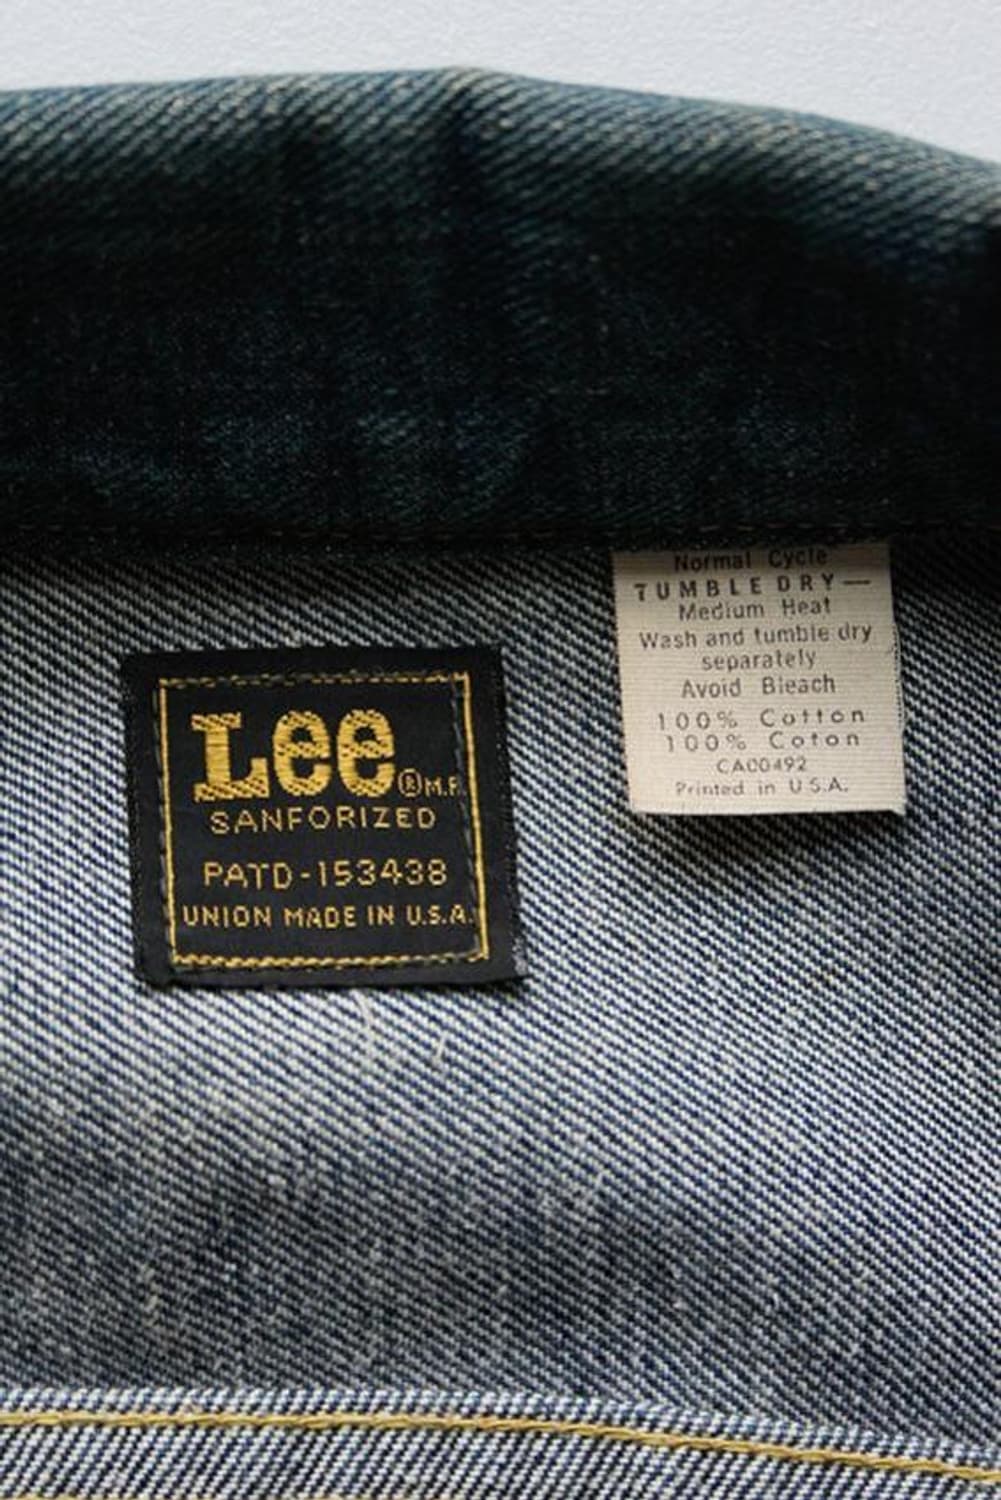 Lee ® M.R.
SANFORIZED
PATD-153438
UNION MADE IN U.S.A.
Normal Cycle
TUMBLE DRY—
Medium Heat
Wash and tumble dry
separately
Avoid Bleach
100% Cotton
100% Coton
CA00492
Printed in U.S.A.